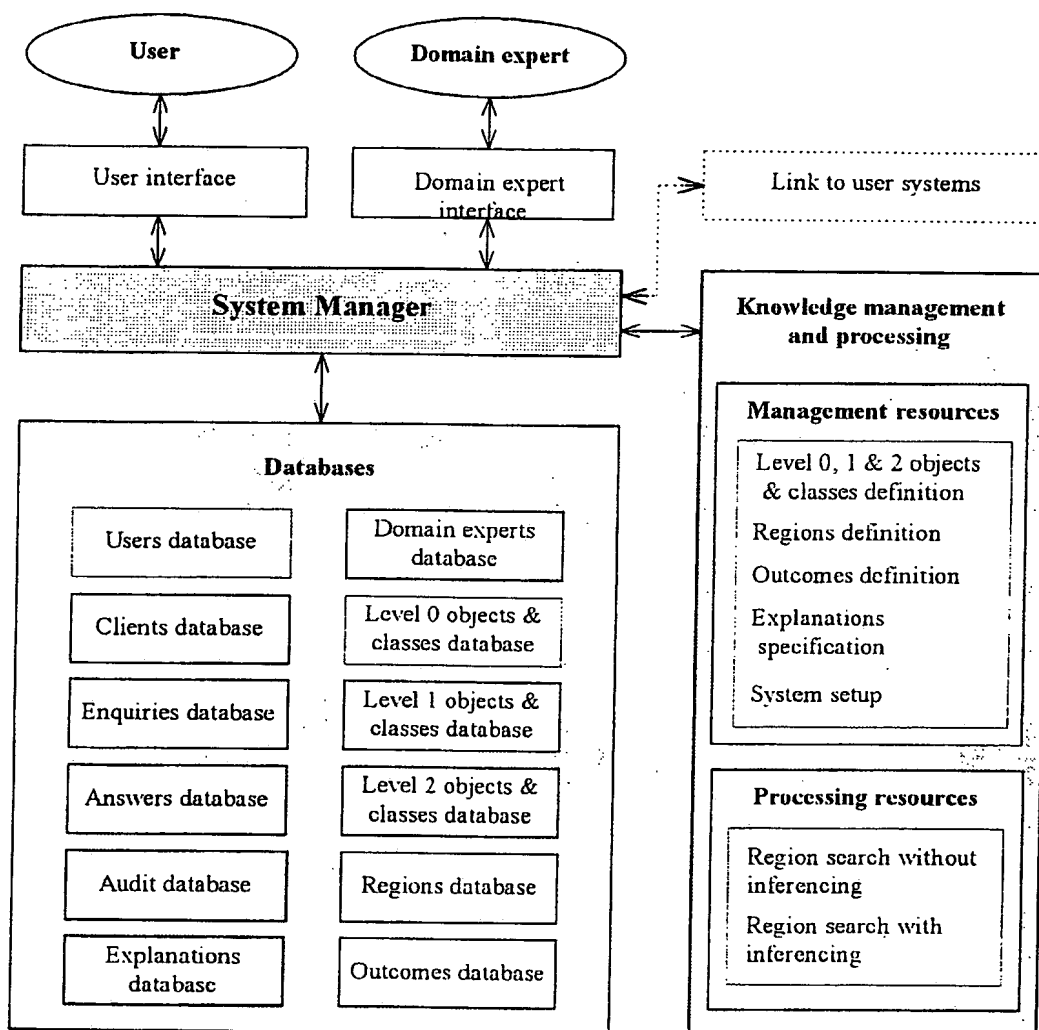 User
Domain expert
User interface
Domain expert
interface
Link to user systems
System Manager
Knowledge management
and processing
Management resources
Level 0, 1 & 2 objects
& classes definition
Regions definition
Outcomes definition
Explanations
specification
System setup
Processing resources
Region search without
inferencing
Region search with
inferencing
Databases
Users database
Domain experts
database
Clients database
Level 0 objects &
classes database
Enquiries database
Level 1 objects &
classes database
Answers database
Level 2 objects &
classes database
Audit database
Regions database
Explanations
database
Outcomes database